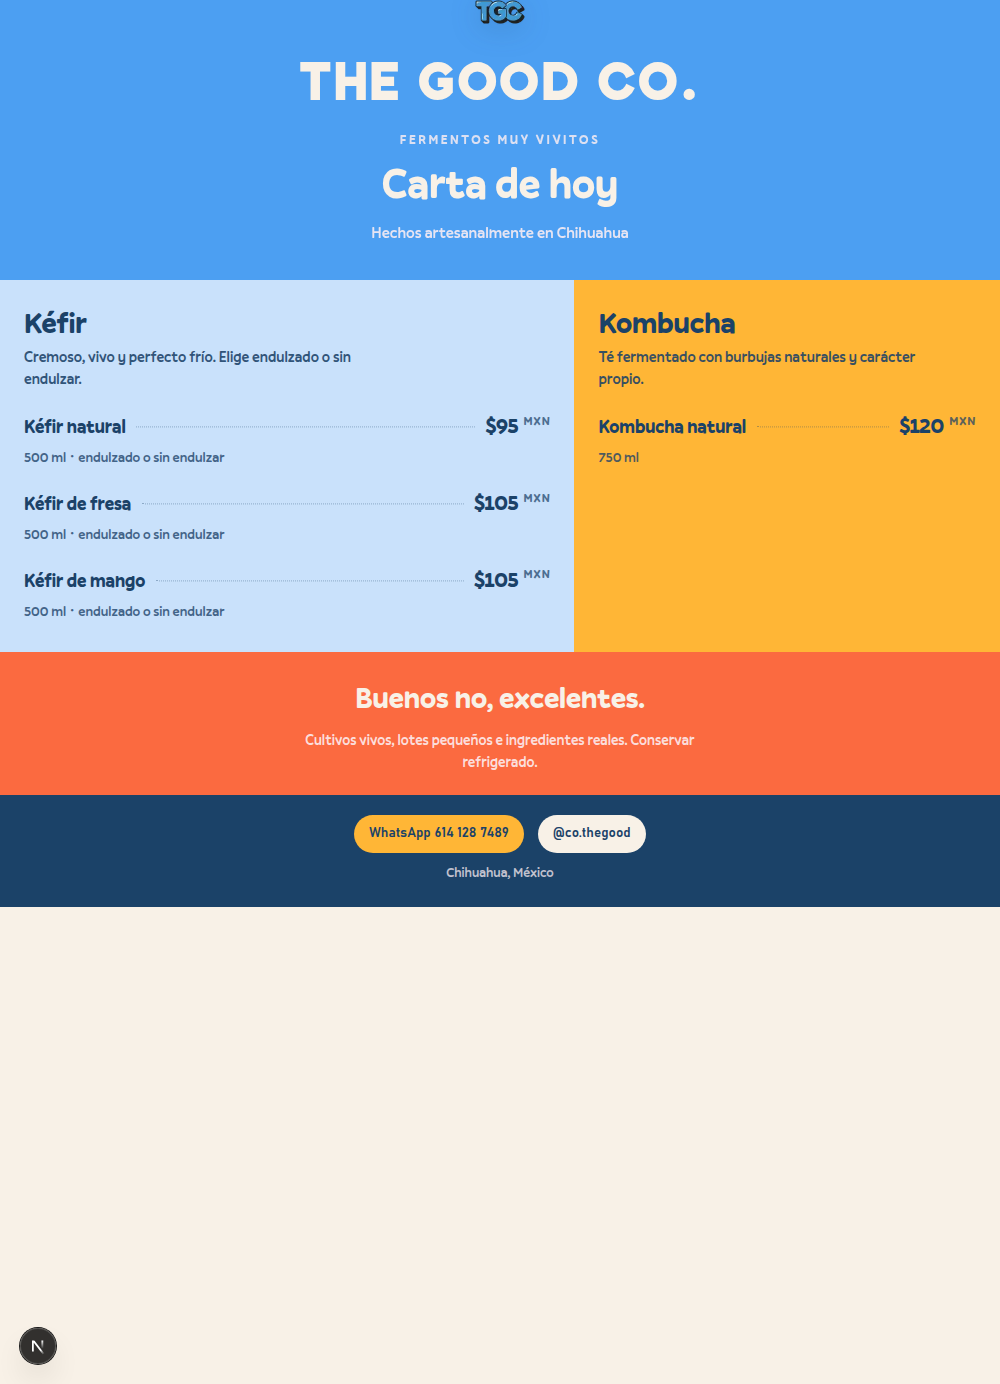 TGC
THE GOOD CO.
FERMENTOS MUY VIVITOS
Carta de hoy
Hechos artesanalmente en Chihuahua
Kéfir
Cremoso, vivo y perfecto frío. Elige endulzado o sin
endulzar.
Kéfir natural $95 MXN
500 ml · endulzado o sin endulzar
Kéfir de fresa $105 MXN
500 ml · endulzado o sin endulzar
Kéfir de mango $105 MXN
500 ml · endulzado o sin endulzar
Kombucha
Té fermentado con burbujas naturales y carácter
propio.
Kombucha natural $120 MXN
750 ml
Buenos no, excelentes.
Cultivos vivos, lotes pequeños e ingredientes reales. Conservar
refrigerado.
WhatsApp 614 128 7489
@co.thegood
Chihuahua, México
N